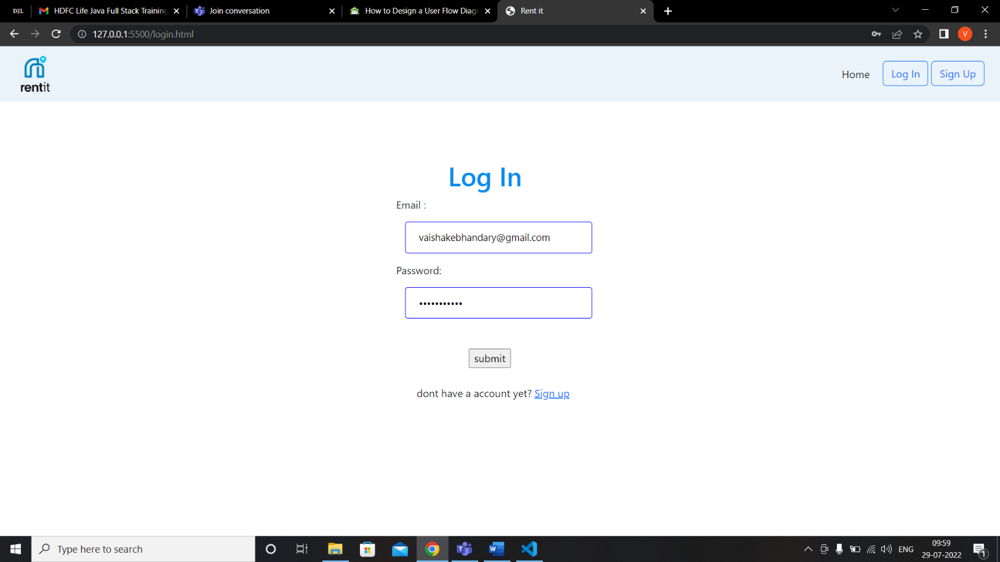 D2L
HDFC Life Java Full Stack Training
Join conversation
How to Design a User Flow Diagr
Rent it
127.0.0.1:5500/login.html
V
rentit
Home
Log In
Sign Up
Log In
Email :
vaishakebhandary@gmail.com
Password:
•••••••••••
submit
dont have a account yet? Sign up
Type here to search
ENG
09:59
29-07-2022
1